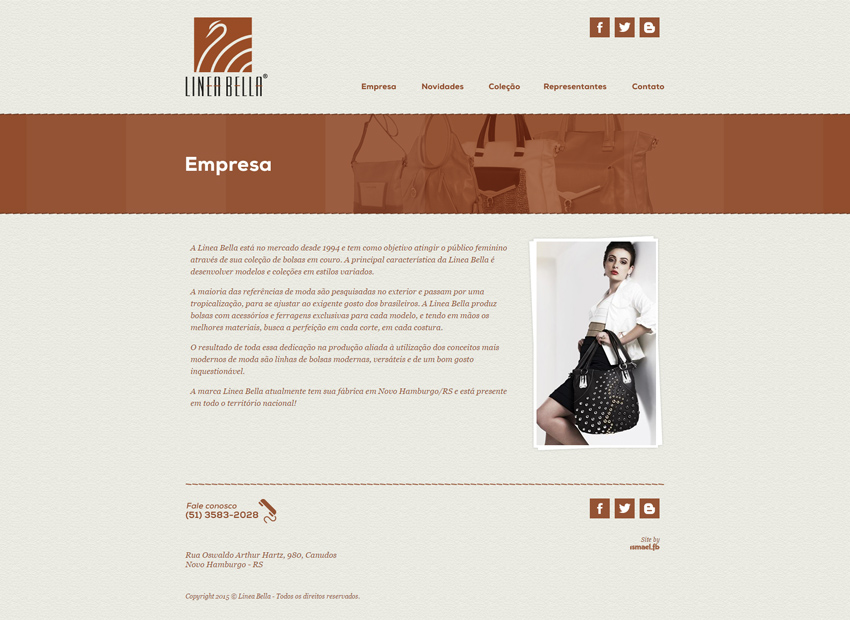 LINEA BELLA®
Empresa Novidades Coleção Representantes Contato
Empresa
A Linea Bella está no mercado desde 1994 e tem como objetivo atingir o público feminino
através de sua coleção de bolsas em couro. A principal característica da Linea Bella é
desenvolver modelos e coleções em estilos variados.
A maioria das referências de moda são pesquisadas no exterior e passam por uma
tropicalização, para se ajustar ao exigente gosto dos brasileiros. A Linea Bella produz
bolsas com acessórios e ferragens exclusivas para cada modelo, e tendo em mãos os
melhores materiais, busca a perfeição em cada corte, em cada costura.
O resultado de toda essa dedicação na produção aliada à utilização dos conceitos mais
modernos de moda são linhas de bolsas modernas, versáteis e de um bom gosto
inquestionável.
A marca Linea Bella atualmente tem sua fábrica em Novo Hamburgo/RS e está presente
em todo o território nacional!
Fale conosco
(51) 3583-2028
Site by
ismael.fb
Rua Oswaldo Arthur Hartz, 980, Canudos
Novo Hamburgo - RS
Copyright 2015 © Linea Bella - Todos os direitos reservados.